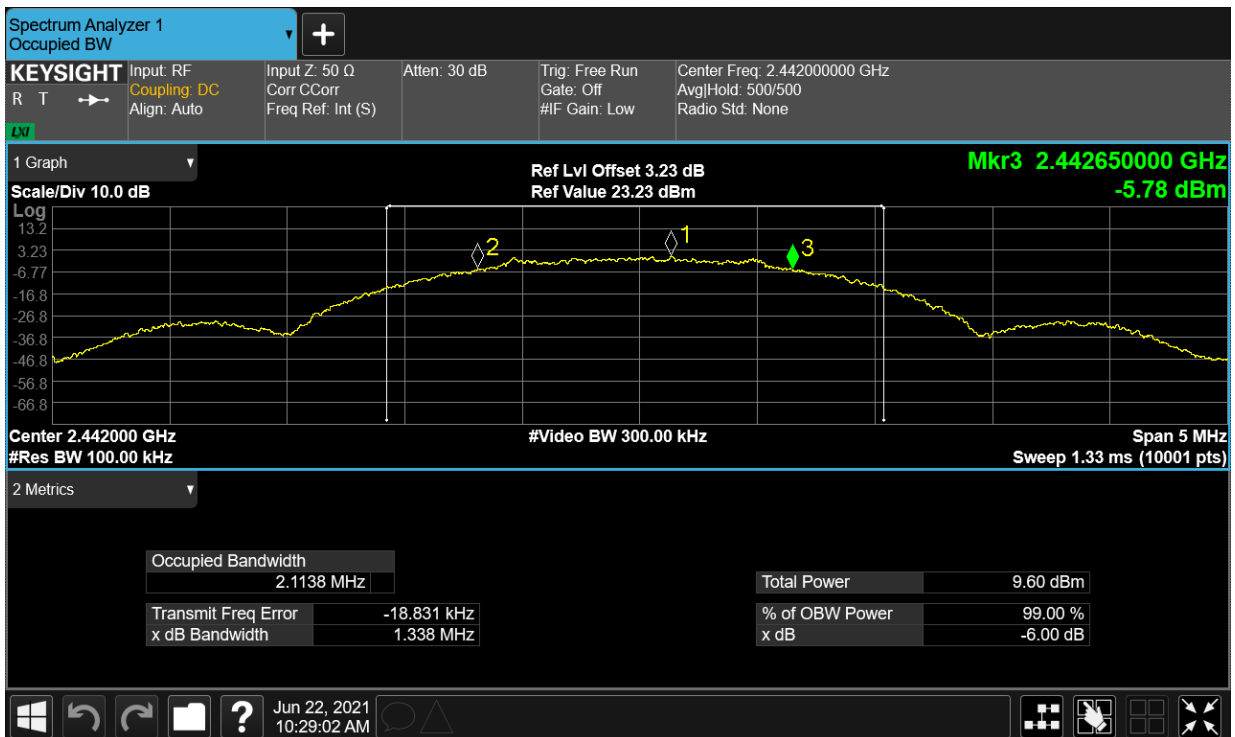 Spectrum Analyzer 1
Occupied BW
+
KEYSIGHT
R T
LXI
Input: RF
Coupling: DC
Align: Auto
Input Z: 50 Ω
Corr CCorr
Freq Ref: Int (S)
Atten: 30 dB
Trig: Free Run
Gate: Off
#IF Gain: Low
Center Freq: 2.442000000 GHz
Avg|Hold: 500/500
Radio Std: None
1 Graph
Scale/Div 10.0 dB
Ref Lvl Offset 3.23 dB
Ref Value 23.23 dBm
Mkr3 2.442650000 GHz
-5.78 dBm
Log
13.2
3.23
-6.77
-16.8
-26.8
-36.8
-46.8
-56.8
-66.8
2
1
3
Center 2.442000 GHz
#Video BW 300.00 kHz
Span 5 MHz
#Res BW 100.00 kHz
Sweep 1.33 ms (10001 pts)
2 Metrics
Occupied Bandwidth
2.1138 MHz
Total Power 9.60 dBm
Transmit Freq Error -18.831 kHz
% of OBW Power 99.00 %
x dB Bandwidth 1.338 MHz
x dB -6.00 dB
?
Jun 22, 2021
10:29:02 AM